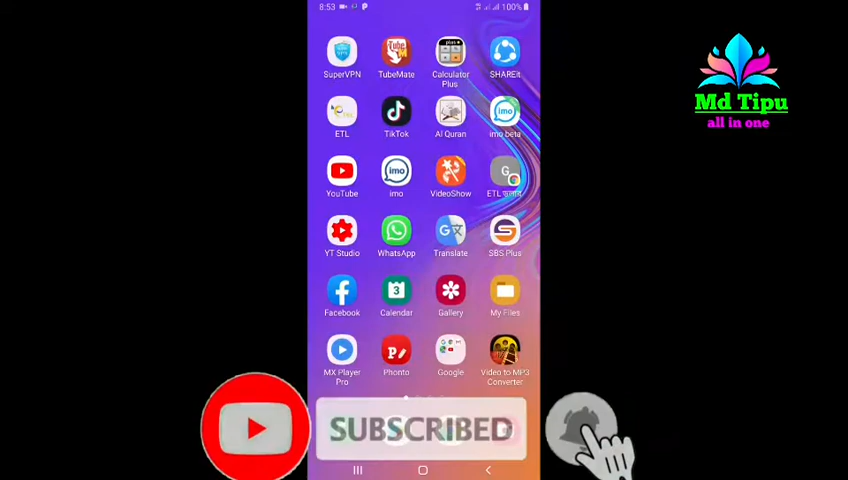 8:53
100%
SuperVPN
TubeMate
Calculator
Plus
SHAREit
ETL
TikTok
Al Quran
imo beta
YouTube
imo
VideoShow
YT Studio
WhatsApp
Translate
SBS Plus
Facebook
Calendar
Gallery
My Files
MX Player
Pro
Phonto
Google
Video to MP3
Converter
SUBSCRIBED
Md Tipu
all in one